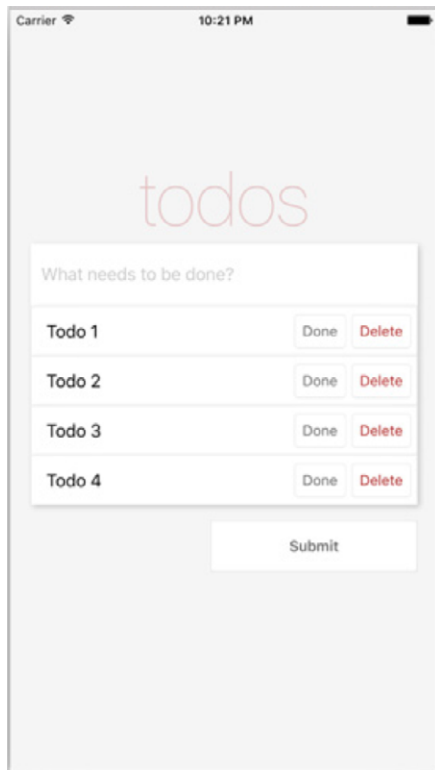 Carrier 10:21 PM
todos
What needs to be done?
Todo 1 Done Delete
Todo 2 Done Delete
Todo 3 Done Delete
Todo 4 Done Delete
Submit